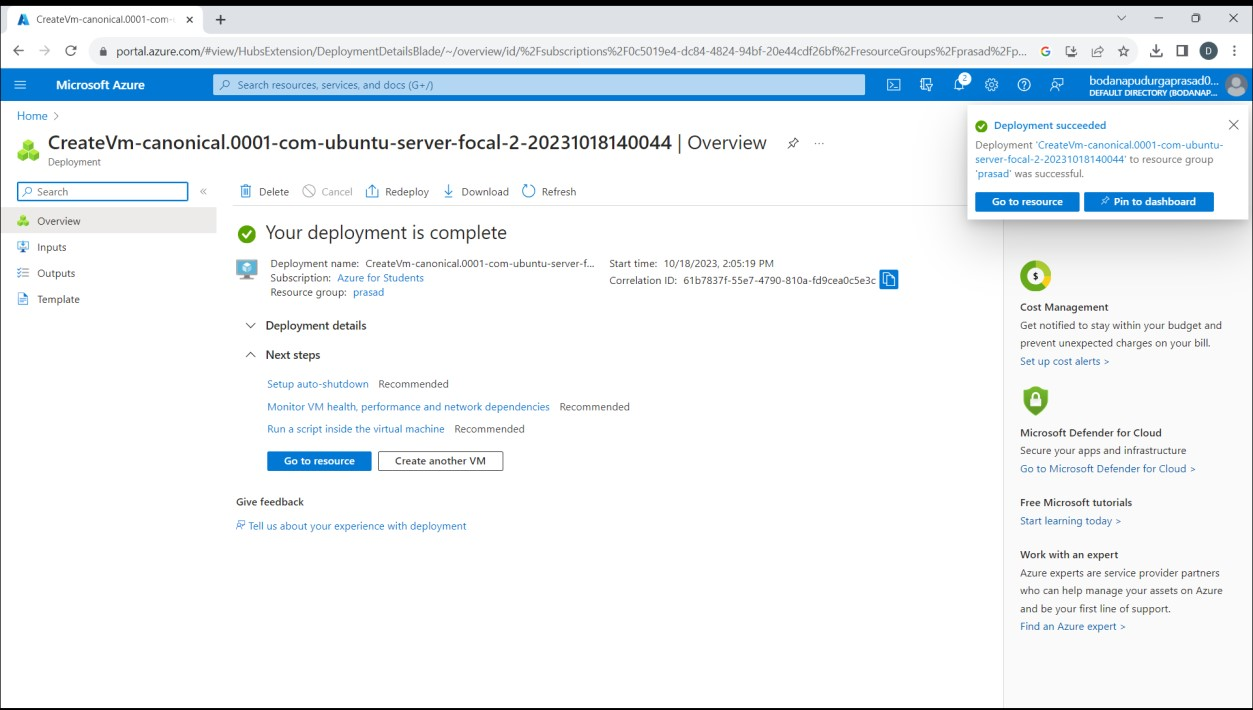 CreateVm-canonical.0001-com-u
portal.azure.com/#view/HubsExtension/DeploymentDetailsBlade/~/overview/id/%2Fsubscriptions%2F0c5019e4-dc84-4824-94bf-20e44cdf26bf%2FresourceGroups%2Fprasad%2Fp...
Microsoft Azure
Search resources, services, and docs (G+/)
2
bodanapudurgaprasad0...
DEFAULT DIRECTORY (BODANAP...
D
Home >
CreateVm-canonical.0001-com-ubuntu-server-focal-2-20231018140044 | Overview
Deployment
Deployment succeeded
Deployment 'CreateVm-canonical.0001-com-ubuntu-
server-focal-2-20231018140044' to resource group
'prasad' was successful.
Go to resource
Pin to dashboard
Search
Overview
Inputs
Outputs
Template
Delete
Cancel
Redeploy
Download
Refresh
Your deployment is complete
Deployment name: CreateVm-canonical.0001-com-ubuntu-server-f...
Subscription: Azure for Students
Resource group: prasad
Start time: 10/18/2023, 2:05:19 PM
Correlation ID: 61b7837f-55e7-4790-810a-fd9cea0c5e3c
Deployment details
Next steps
Setup auto-shutdown Recommended
Monitor VM health, performance and network dependencies Recommended
Run a script inside the virtual machine Recommended
Go to resource
Create another VM
Give feedback
Tell us about your experience with deployment
Cost Management
Get notified to stay within your budget and
prevent unexpected charges on your bill.
Set up cost alerts >
Microsoft Defender for Cloud
Secure your apps and infrastructure
Go to Microsoft Defender for Cloud >
Free Microsoft tutorials
Start learning today >
Work with an expert
Azure experts are service provider partners
who can help manage your assets on Azure
and be your first line of support.
Find an Azure expert >